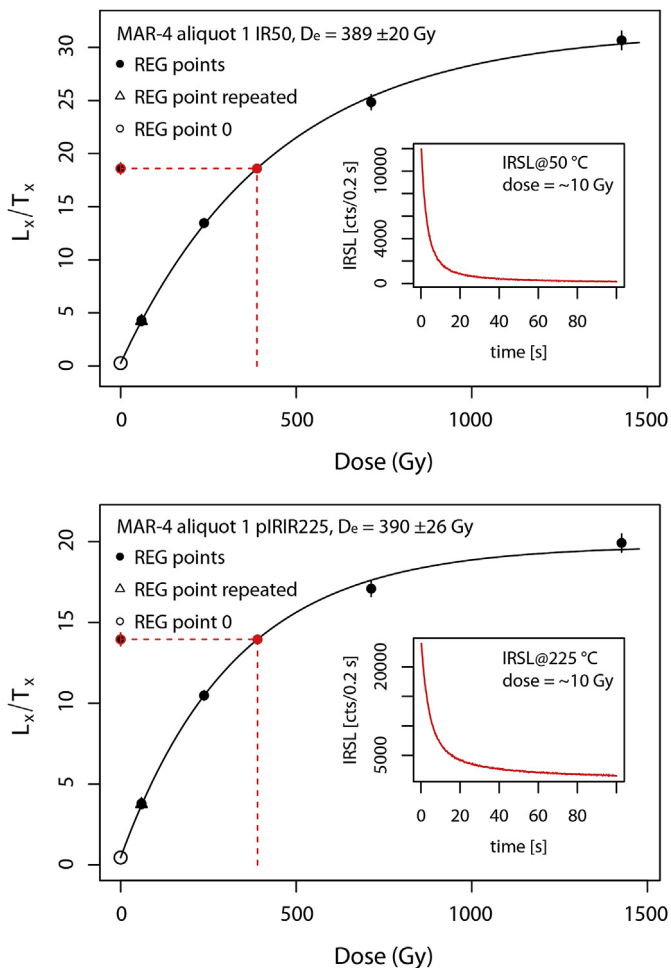 MAR-4 aliquot 1 IR50, De = 389 ±20 Gy
REG points
REG point repeated
REG point 0
Lx/Tx
0
5
10
15
20
25
30
IRSL@50 °C
dose = ~10 Gy
IRSL [cts/0.2 s]
0
4000
10000
0
20
40
60
80
time [s]
0
500
1000
1500
Dose (Gy)
MAR-4 aliquot 1 pIRIR225, De = 390 ±26 Gy
REG points
REG point repeated
REG point 0
Lx/Tx
0
5
10
15
20
IRSL@225 °C
dose = ~10 Gy
IRSL [cts/0.2 s]
5000
20000
0
20
40
60
80
time [s]
0
500
1000
1500
Dose (Gy)